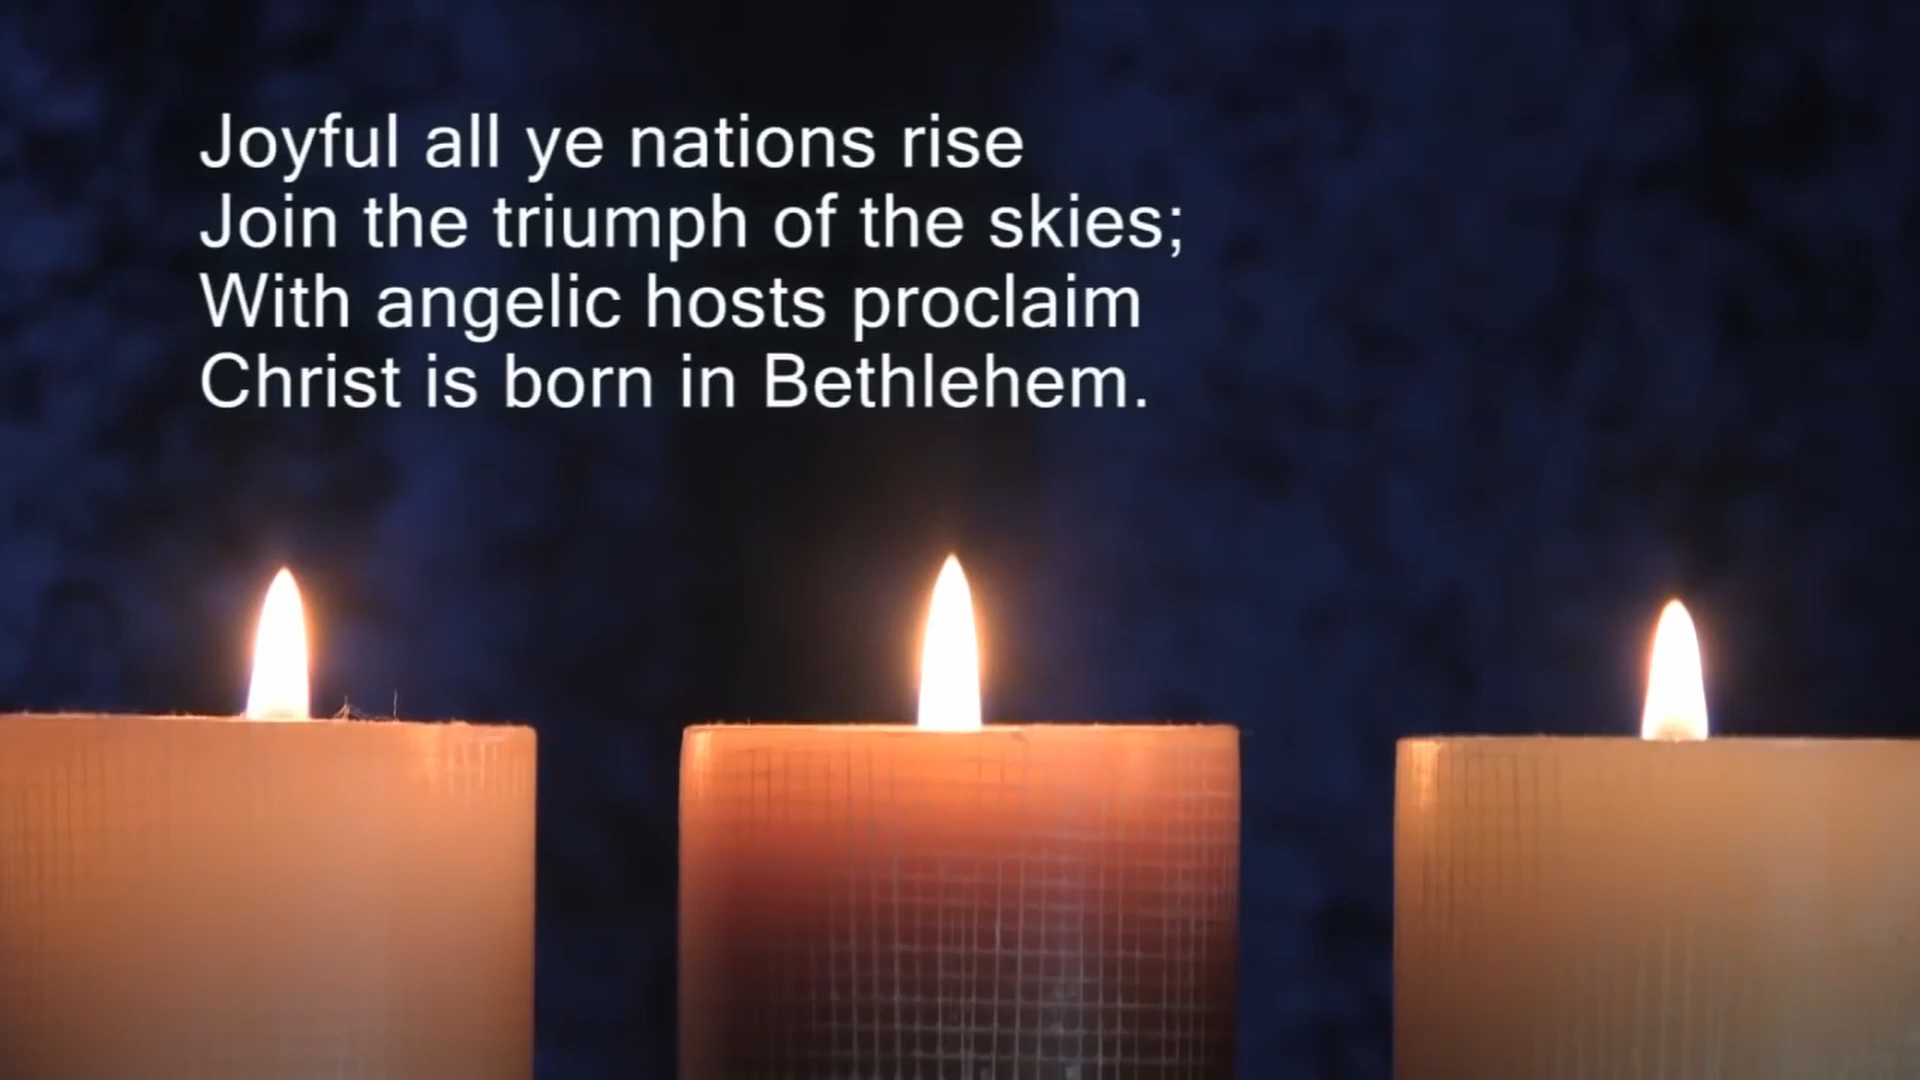 Joyful all ye nations rise
Join the triumph of the skies;
With angelic hosts proclaim
Christ is born in Bethlehem.